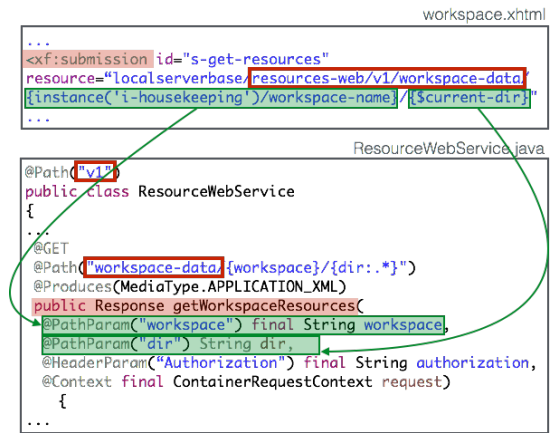 workspace.xhtml
...
<xf:submission id="s-get-resources"
resource=“localserverbase/resources-web/v1/workspace-data/
{instance('i-housekeeping')/workspace-name}/{$current-dir}"
...
ResourceWebService.java
@Path("v1")
public class ResourceWebService
{
...
@GET
@Path("workspace-data/{workspace}/{dir:.*}")
@Produces(MediaType.APPLICATION_XML)
public Response getWorkspaceResources(
@PathParam("workspace") final String workspace,
@PathParam("dir") String dir,
@HeaderParam(“Authorization") final String authorization,
@Context final ContainerRequestContext request)
{
...